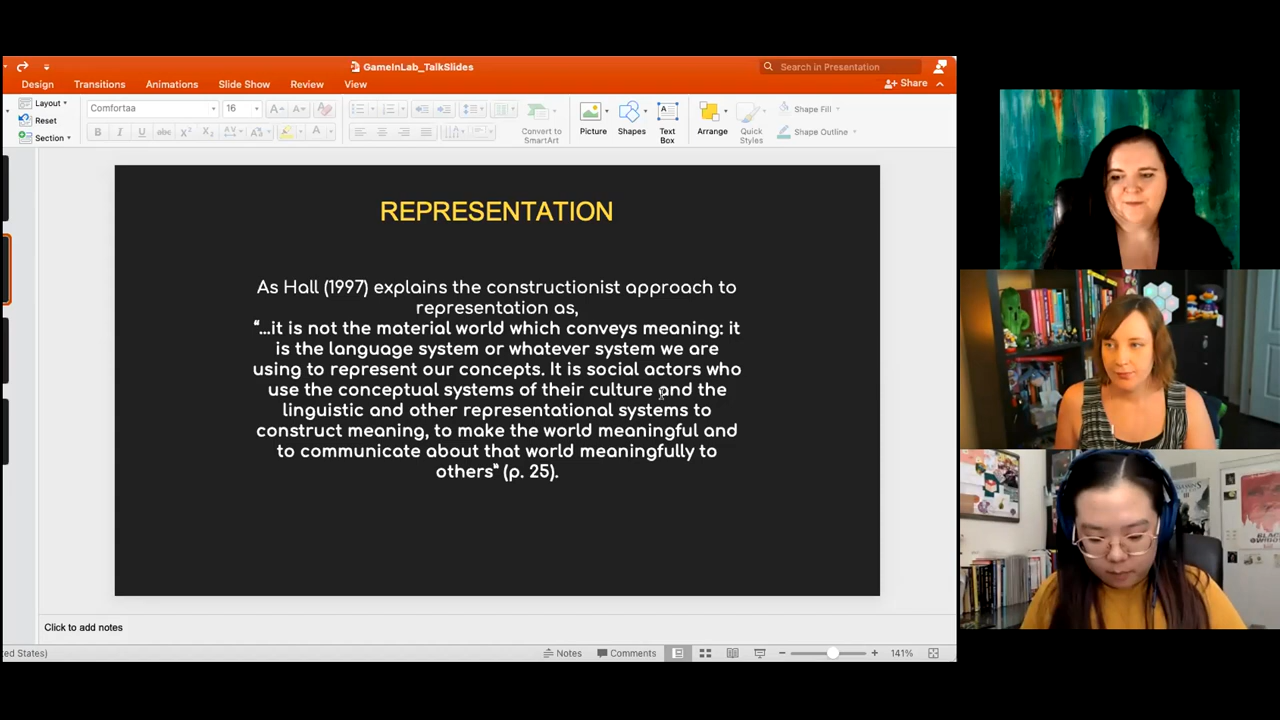 GameInLab_TalkSlides
Search in Presentation
Design Transitions Animations Slide Show Review View
Share
Layout
Reset
Section
Comfortaa 16
Convert to SmartArt
Picture
Shapes
Text Box
Arrange
Quick Styles
Shape Fill
Shape Outline
REPRESENTATION
As Hall (1997) explains the constructionist approach to
representation as,
“...it is not the material world which conveys meaning: it
is the language system or whatever system we are
using to represent our concepts. It is social actors who
use the conceptual systems of their culture and the
linguistic and other representational systems to
construct meaning, to make the world meaningful and
to communicate about that world meaningfully to
others” (p. 25).
Click to add notes
ted States)
Notes
Comments
141%